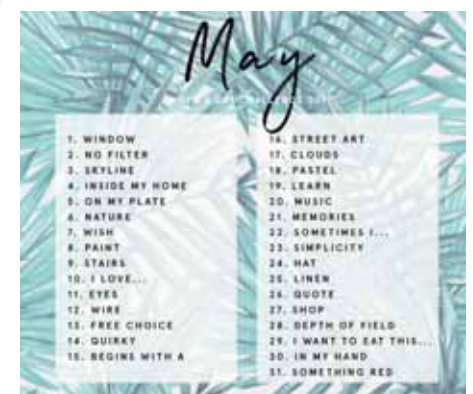 May
1. WINDOW
2. NO FILTER
3. SKYLINE
4. INSIDE MY HOME
5. ON MY PLATE
6. NATURE
7. WISH
8. PAINT
9. STAIRS
10. I LOVE...
11. EYES
12. WIRE
13. FREE CHOICE
14. QUIRKY
15. BEGINS WITH A
16. STREET ART
17. CLOUDS
18. PASTEL
19. LEARN
20. MUSIC
21. MEMORIES
22. SOMETIMES I...
23. SIMPLICITY
24. HAT
25. LINEN
26. QUOTE
27. SHOP
28. DEPTH OF FIELD
29. I WANT TO EAT THIS...
30. IN MY HAND
31. SOMETHING RED